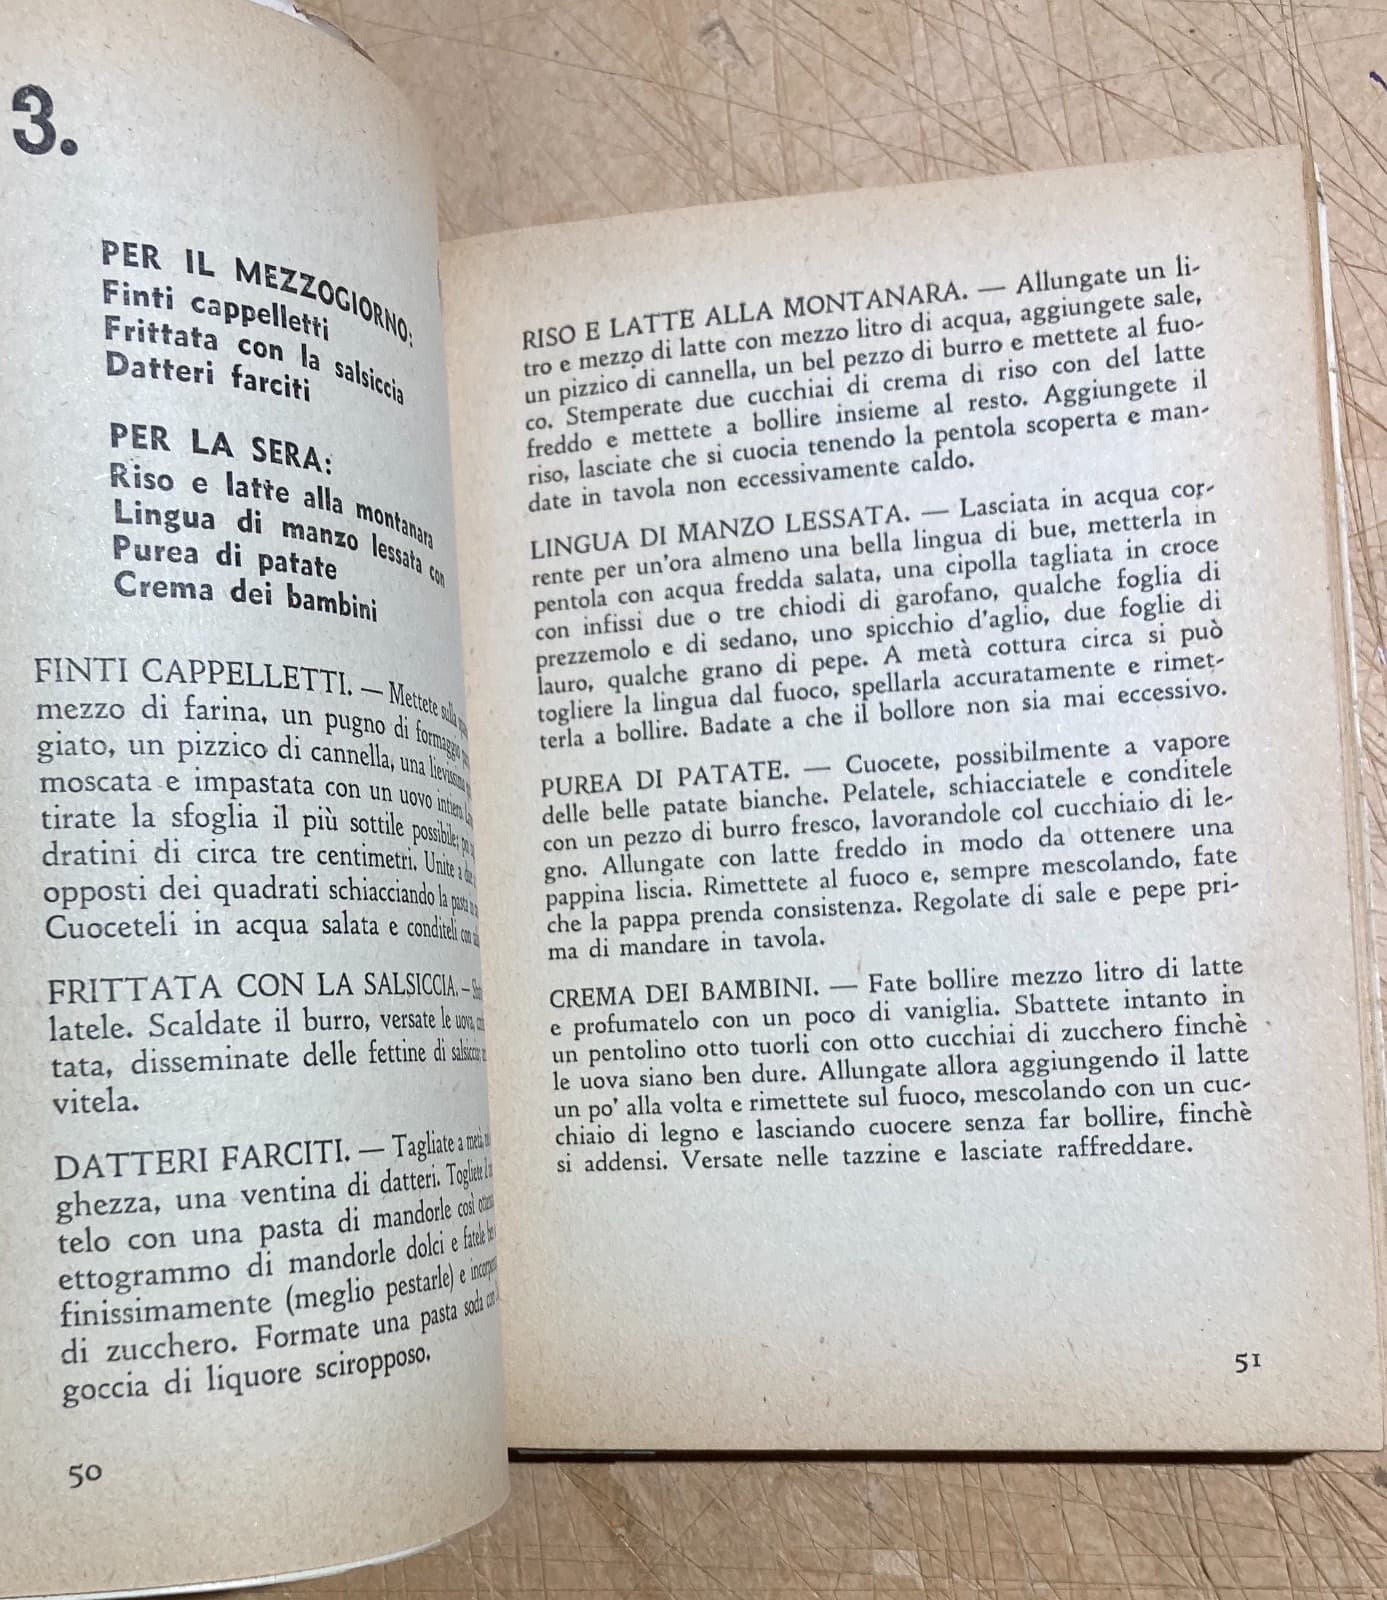 3.
PER IL MEZZOGIORNO:
Finti cappelletti
Frittata con la salsiccia
Datteri farciti
PER LA SERA:
Riso e latte alla montanara
Lingua di manzo lessata con
Purea di patate
Crema dei bambini
FINTI CAPPELLETTI. — Mettete sulla
mezzo di farina, un pugno di formaggio
giato, un pizzico di cannella, una lievissima
moscata e impastata con un uovo intiero.
tirate la sfoglia il più sottile possibile;
dratini di circa tre centimetri. Unite a due
opposti dei quadrati schiacciando la pasta
Cuoceteli in acqua salata e conditeli con
FRITTATA CON LA SALSICCIA. —
latele. Scaldate il burro, versate le uova,
tata, disseminate delle fettine di salsiccia
vitela.
DATTERI FARCITI. — Tagliate a metà,
ghezza, una ventina di datteri. Togliete il
telo con una pasta di mandorle così
ettogrammo di mandorle dolci e fatele
finissimamente (meglio pestarle) e
di zucchero. Formate una pasta soda con
goccia di liquore sciropposo.
50
RISO E LATTE ALLA MONTANARA. — Allungate un li-
tro e mezzo di latte con mezzo litro di acqua, aggiungete sale,
un pizzico di cannella, un bel pezzo di burro e mettete al fuo-
co. Stemperate due cucchiai di crema di riso con del latte
freddo e mettete a bollire insieme al resto. Aggiungete il
riso, lasciate che si cuocia tenendo la pentola scoperta e man-
date in tavola non eccessivamente caldo.
LINGUA DI MANZO LESSATA. — Lasciata in acqua cor-
rente per un'ora almeno una bella lingua di bue, metterla in
pentola con acqua fredda salata, una cipolla tagliata in croce
con infissi due o tre chiodi di garofano, qualche foglia di
prezzemolo e di sedano, uno spicchio d'aglio, due foglie di
lauro, qualche grano di pepe. A metà cottura circa si può
togliere la lingua dal fuoco, spellarla accuratamente e rimet-
terla a bollire. Badate a che il bollore non sia mai eccessivo.
PUREA DI PATATE. — Cuocete, possibilmente a vapore
delle belle patate bianche. Pelatele, schiacciatele e conditele
con un pezzo di burro fresco, lavorandole col cucchiaio di le-
gno. Allungate con latte freddo in modo da ottenere una
pappina liscia. Rimettete al fuoco e, sempre mescolando, fate
che la pappa prenda consistenza. Regolate di sale e pepe pri-
ma di mandare in tavola.
CREMA DEI BAMBINI. — Fate bollire mezzo litro di latte
e profumatelo con un poco di vaniglia. Sbattete intanto in
un pentolino otto tuorli con otto cucchiai di zucchero finchè
le uova siano ben dure. Allungate allora aggiungendo il latte
un po' alla volta e rimettete sul fuoco, mescolando con un cuc-
chiaio di legno e lasciando cuocere senza far bollire, finchè
si addensi. Versate nelle tazzine e lasciate raffreddare.
51